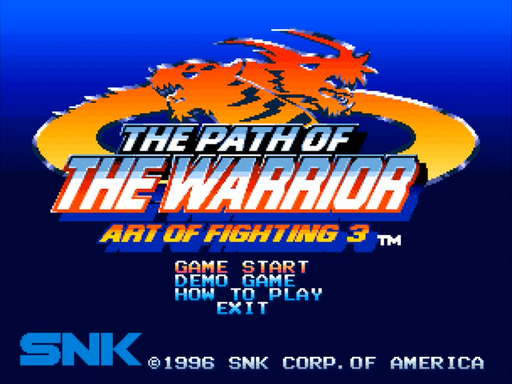 THE PATH OF
THE WARRIOR
ART OF FIGHTING 3 ™
GAME START
DEMO GAME
HOW TO PLAY
EXIT
SNK ©1996 SNK CORP.OF AMERICA